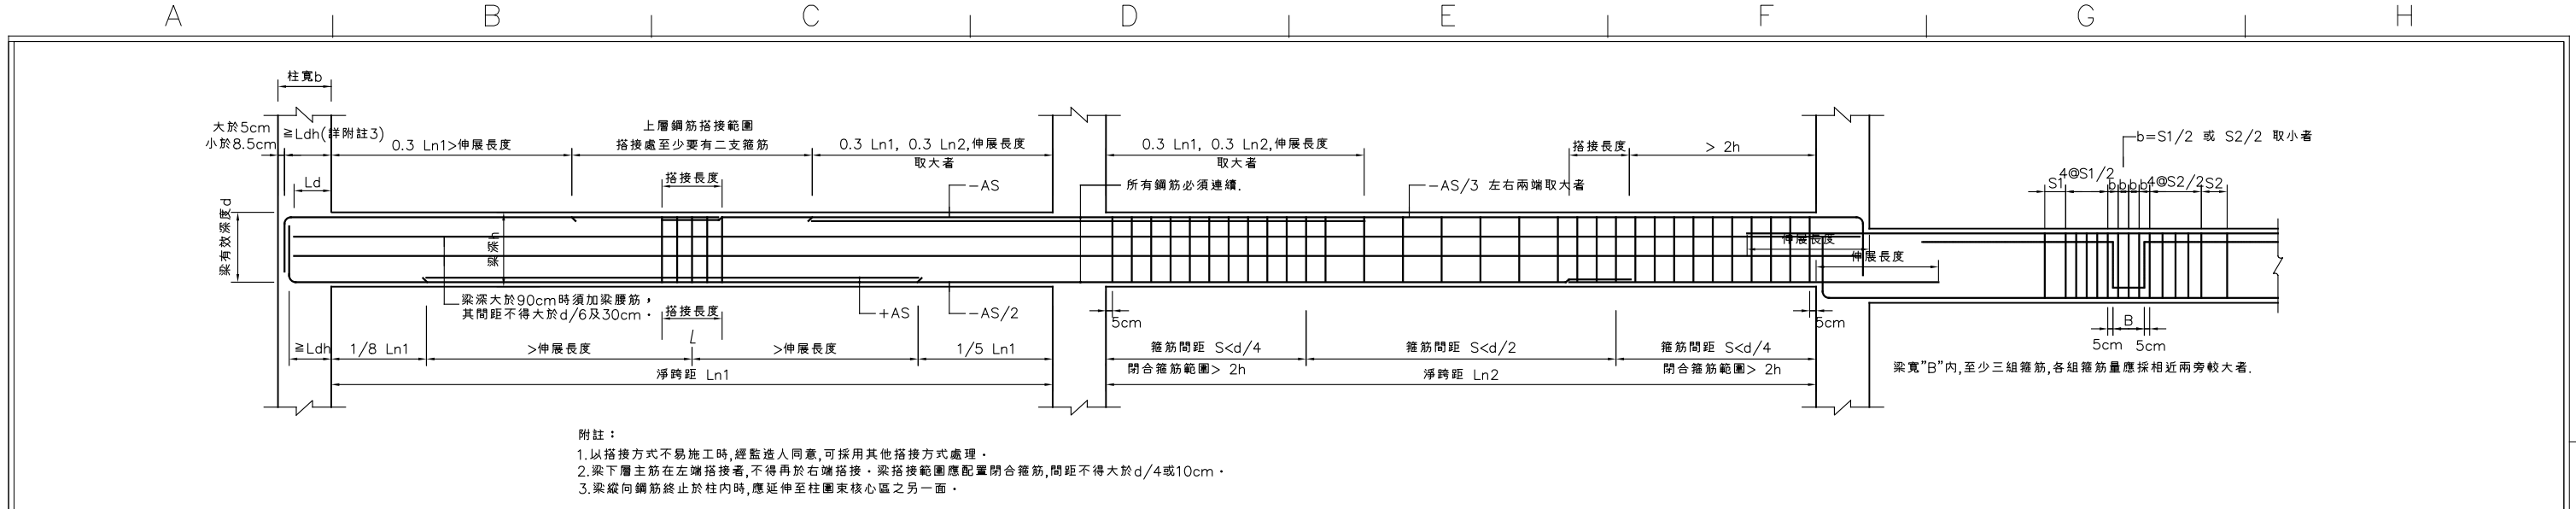 A B C D E F G H
柱寬b
大於5cm
小於8.5cm
≧Ldh(詳附註3)
0.3 Ln1>伸展長度
上層鋼筋搭接範圍
搭接處至少要有二支箍筋
0.3 Ln1, 0.3 Ln2,伸展長度
取大者
0.3 Ln1, 0.3 Ln2,伸展長度
取大者
搭接長度
> 2h
b=S1/2 或 S2/2 取小者
Ld
搭接長度
-AS
所有鋼筋必須連續.
-AS/3 左右兩端取大者
S1
4@S1/2
b
b
b
b
4@S2/2
S2
梁有效深度d
梁深h
伸展長度
伸展長度
梁深大於90cm時須加梁腰筋，
其間距不得大於d/6及30cm．
搭接長度
+AS
-AS/2
5cm
5cm
B
5cm
5cm
≧Ldh
1/8 Ln1
>伸展長度
L
>伸展長度
1/5 Ln1
箍筋間距 S<d/4
箍筋間距 S<d/2
箍筋間距 S<d/4
淨跨距 Ln1
閉合箍筋範圍> 2h
淨跨距 Ln2
閉合箍筋範圍> 2h
梁寬"B"內,至少三組箍筋,各組箍筋量應採相近兩旁較大者.
附註：
1.以搭接方式不易施工時,經監造人同意,可採用其他搭接方式處理．
2.梁下層主筋在左端搭接者,不得再於右端搭接．梁搭接範圍應配置閉合箍筋,間距不得大於d/4或10cm．
3.梁縱向鋼筋終止於柱內時,應延伸至柱圍束核心區之另一面．